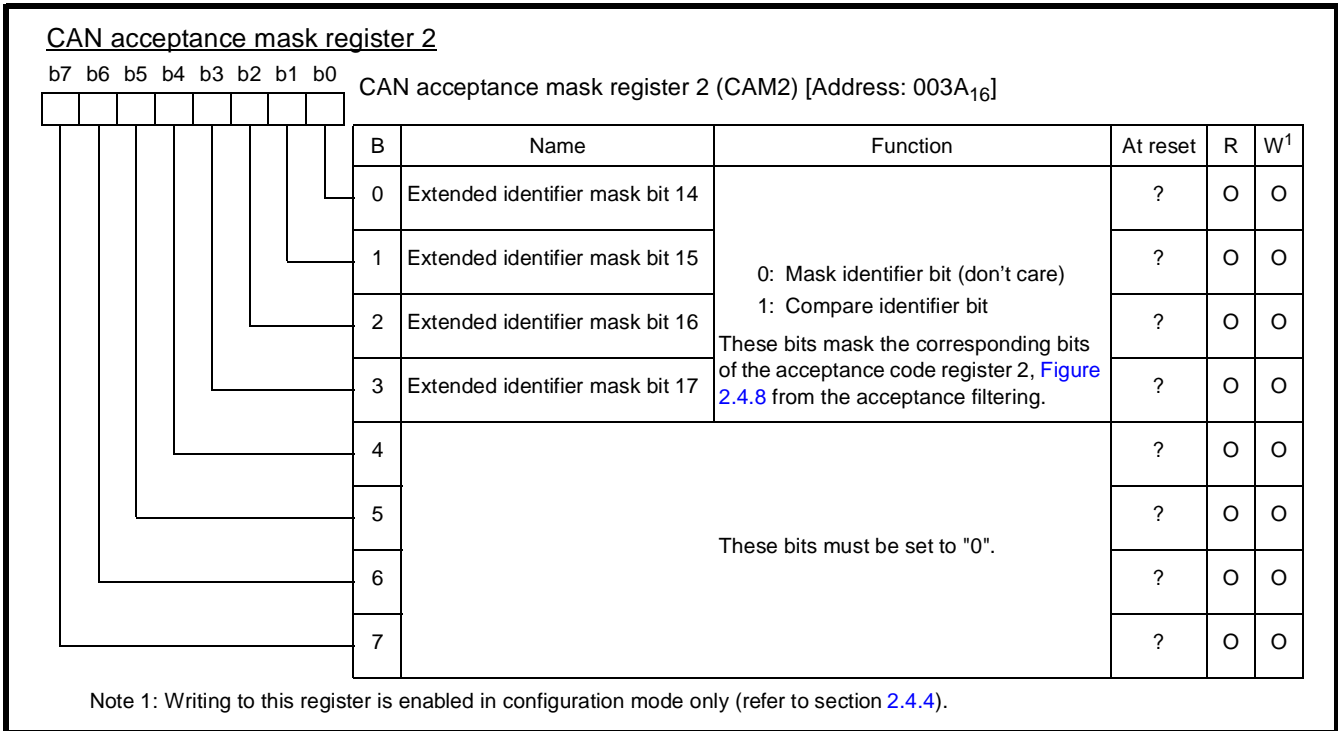 CAN acceptance mask register 2
b7 b6 b5 b4 b3 b2 b1 b0
CAN acceptance mask register 2 (CAM2) [Address: 003A16]
B Name Function At reset R W1
0 Extended identifier mask bit 14 ? O O
1 Extended identifier mask bit 15 ? O O
0: Mask identifier bit (don't care)
1: Compare identifier bit
2 Extended identifier mask bit 16 ? O O
These bits mask the corresponding bits
of the acceptance code register 2, Figure
3 Extended identifier mask bit 17 ? O O
2.4.8 from the acceptance filtering.
4 ? O O
5 ? O O
These bits must be set to "0".
6 ? O O
7 ? O O
Note 1: Writing to this register is enabled in configuration mode only (refer to section 2.4.4).